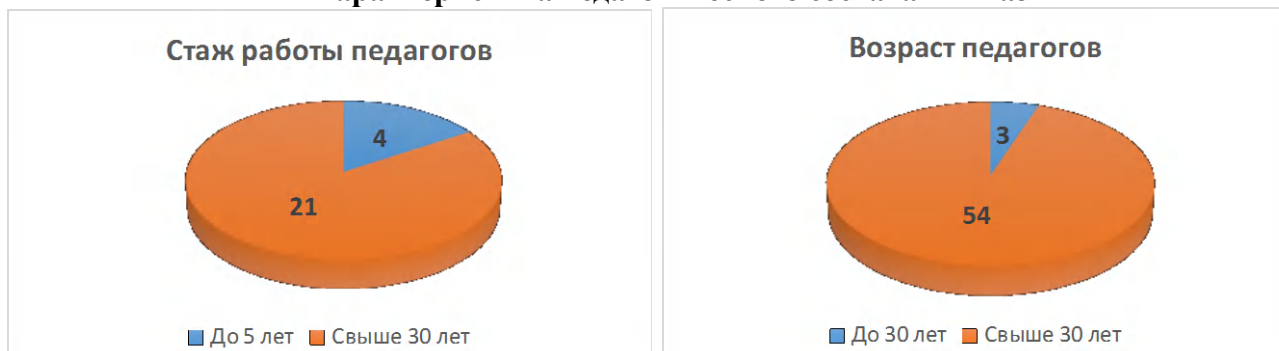 Стаж работы педагогов
4
21
До 5 лет Свыше 30 лет
Возраст педагогов
3
54
До 30 лет Свыше 30 лет